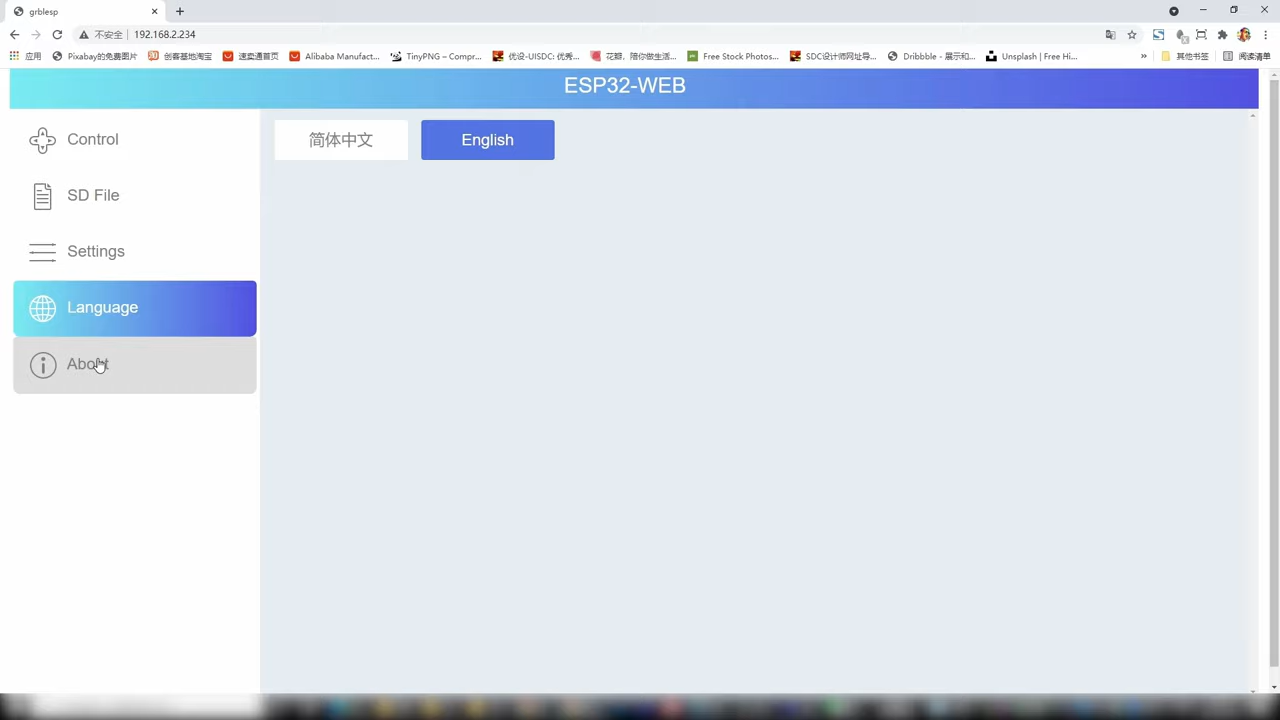 grblesp
不安全 | 192.168.2.234
应用 Pixabay的免费图片 创客基地淘宝 速卖通首页 Alibaba Manufact... TinyPNG – Compr... 优设-UISDC: 优秀... 花瓣，陪你做生活... Free Stock Photos... SDC设计师网址导... Dribbble - 展示和... Unsplash | Free Hi... » 其他书签 阅读清单
ESP32-WEB
Control
SD File
Settings
Language
About
简体中文 English